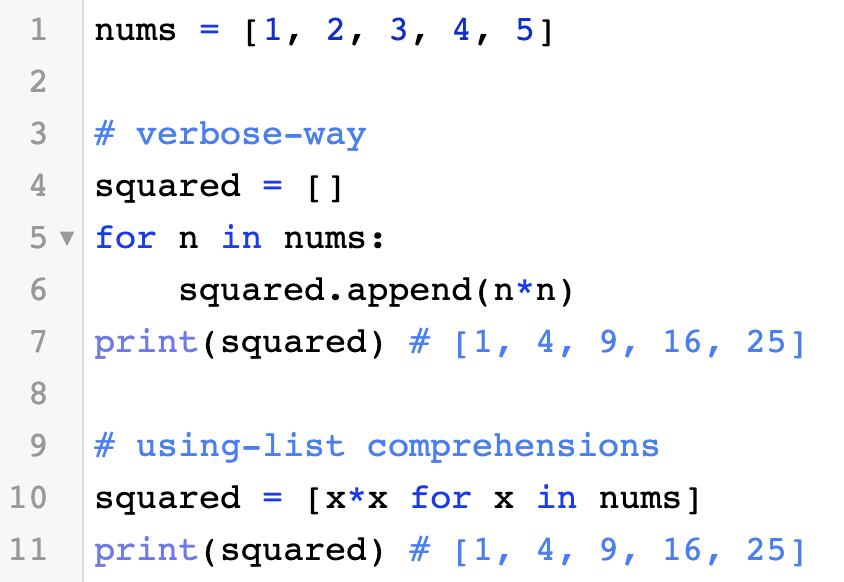 1 nums = [1, 2, 3, 4, 5]
2
3 # verbose-way
4 squared = []
5 ▼ for n in nums:
6     squared.append(n*n)
7 print(squared) # [1, 4, 9, 16, 25]
8
9 # using-list comprehensions
10 squared = [x*x for x in nums]
11 print(squared) # [1, 4, 9, 16, 25]